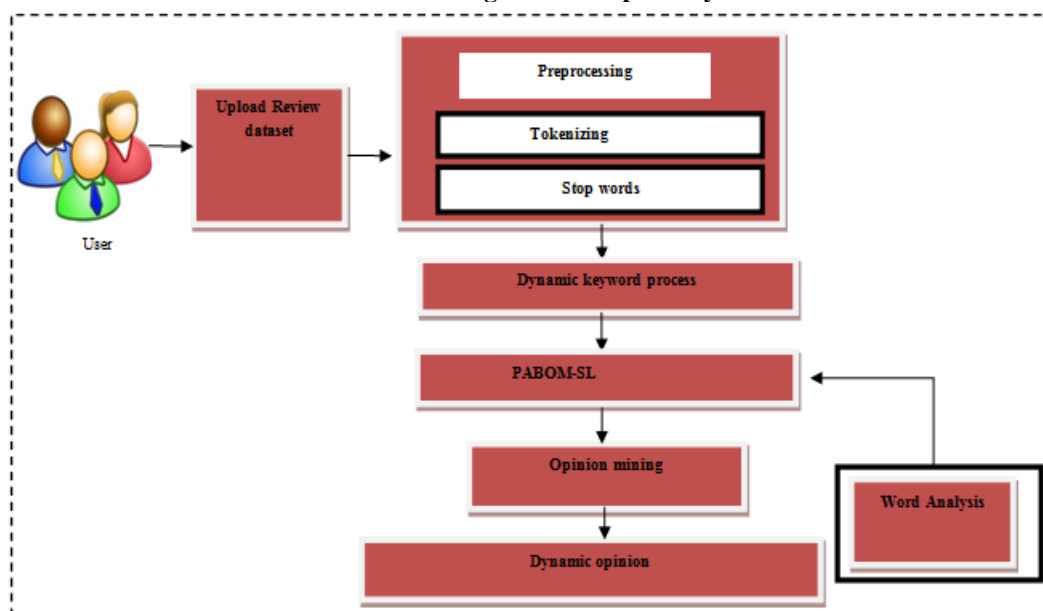 Upload Review
dataset
Preprocessing
Tokenizing
Stop words
User
Dynamic keyword process
PABOM-SL
Opinion mining
Word Analysis
Dynamic opinion